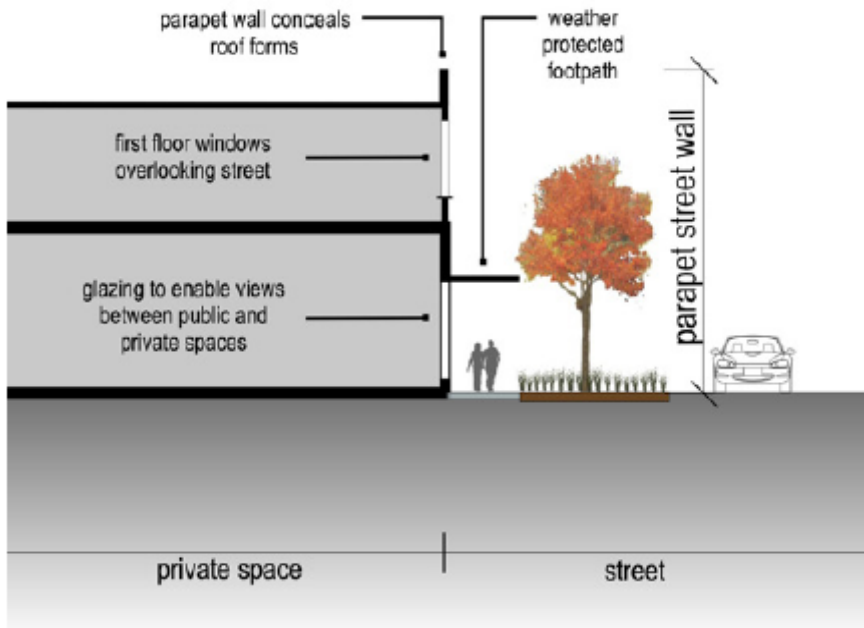 parapet wall conceals
roof forms
weather
protected
footpath
first floor windows
overlooking street
parapet street wall
glazing to enable views
between public and
private spaces
private space
street